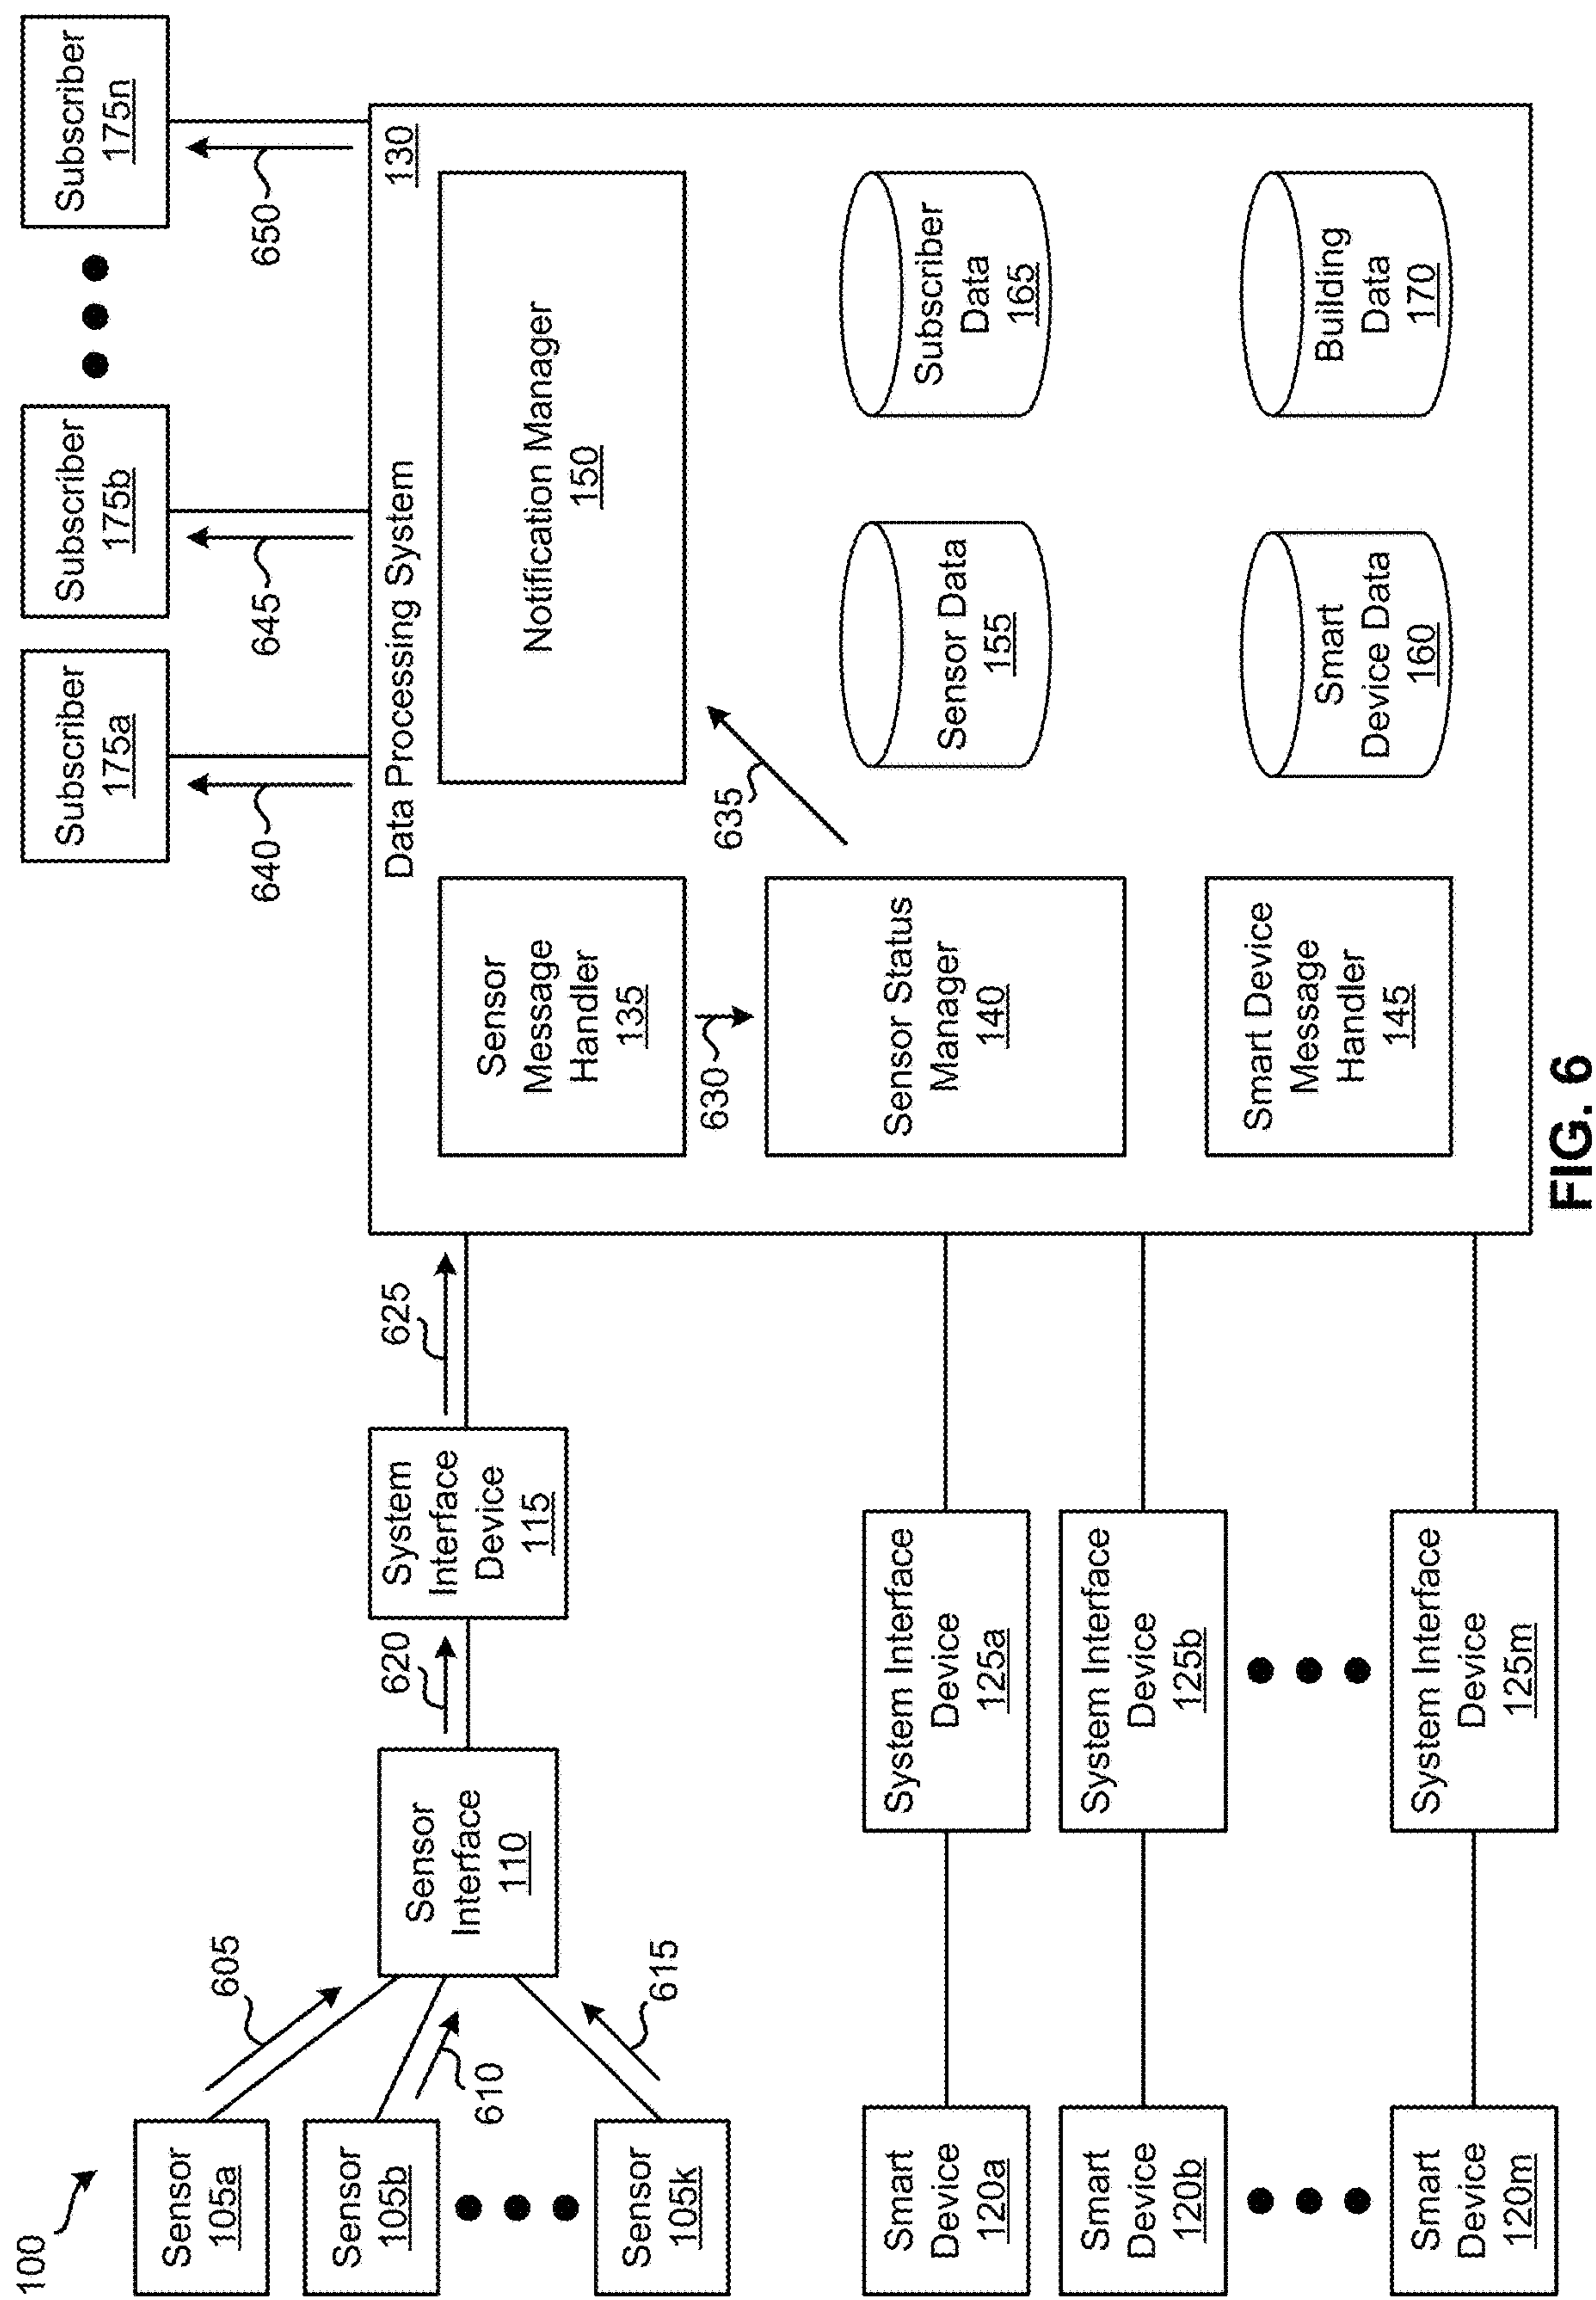 100
Sensor
105a
Sensor
105b
Sensor
105k
605
610
615
Sensor
Interface
110
620
System
Interface
Device
115
625
Smart
Device
120a
Smart
Device
120b
Smart
Device
120m
System Interface
Device
125a
System Interface
Device
125b
System Interface
Device
125m
Data Processing System
130
Sensor
Message
Handler
135
630
Sensor Status
Manager
140
Smart Device
Message
Handler
145
635
Notification Manager
150
Sensor Data
155
Subscriber
Data
165
Smart
Device Data
160
Building
Data
170
640
645
650
Subscriber
175a
Subscriber
175b
Subscriber
175n
FIG. 6